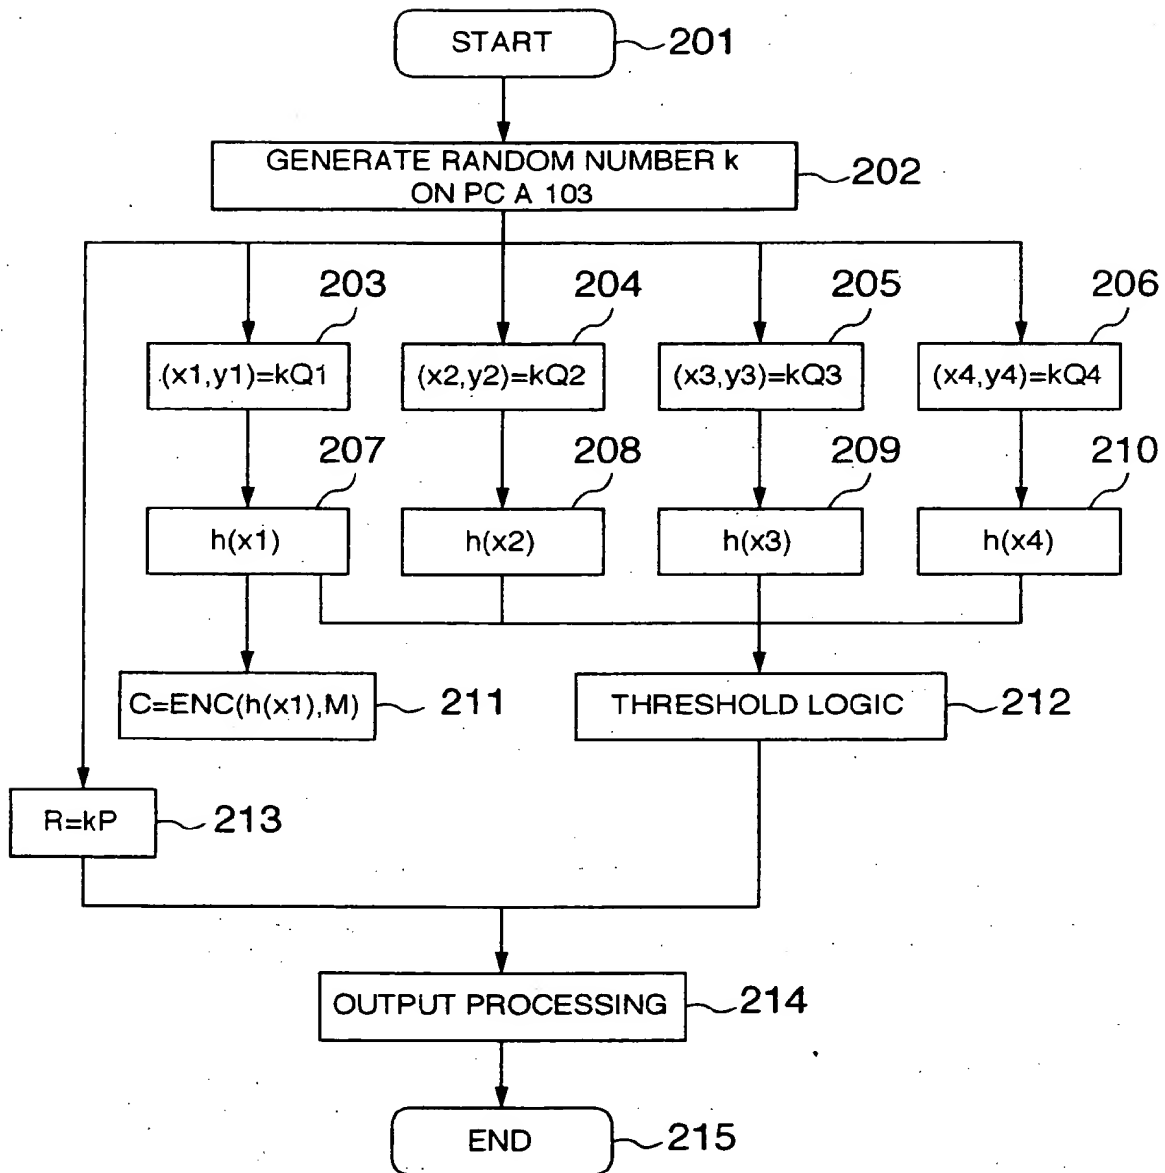 START
201
GENERATE RANDOM NUMBER k
ON PC A 103
202
203
204
205
206
(x1,y1)=kQ1
(x2,y2)=kQ2
(x3,y3)=kQ3
(x4,y4)=kQ4
207
208
209
210
h(x1)
h(x2)
h(x3)
h(x4)
C=ENC(h(x1),M)
211
THRESHOLD LOGIC
212
R=kP
213
OUTPUT PROCESSING
214
END
215